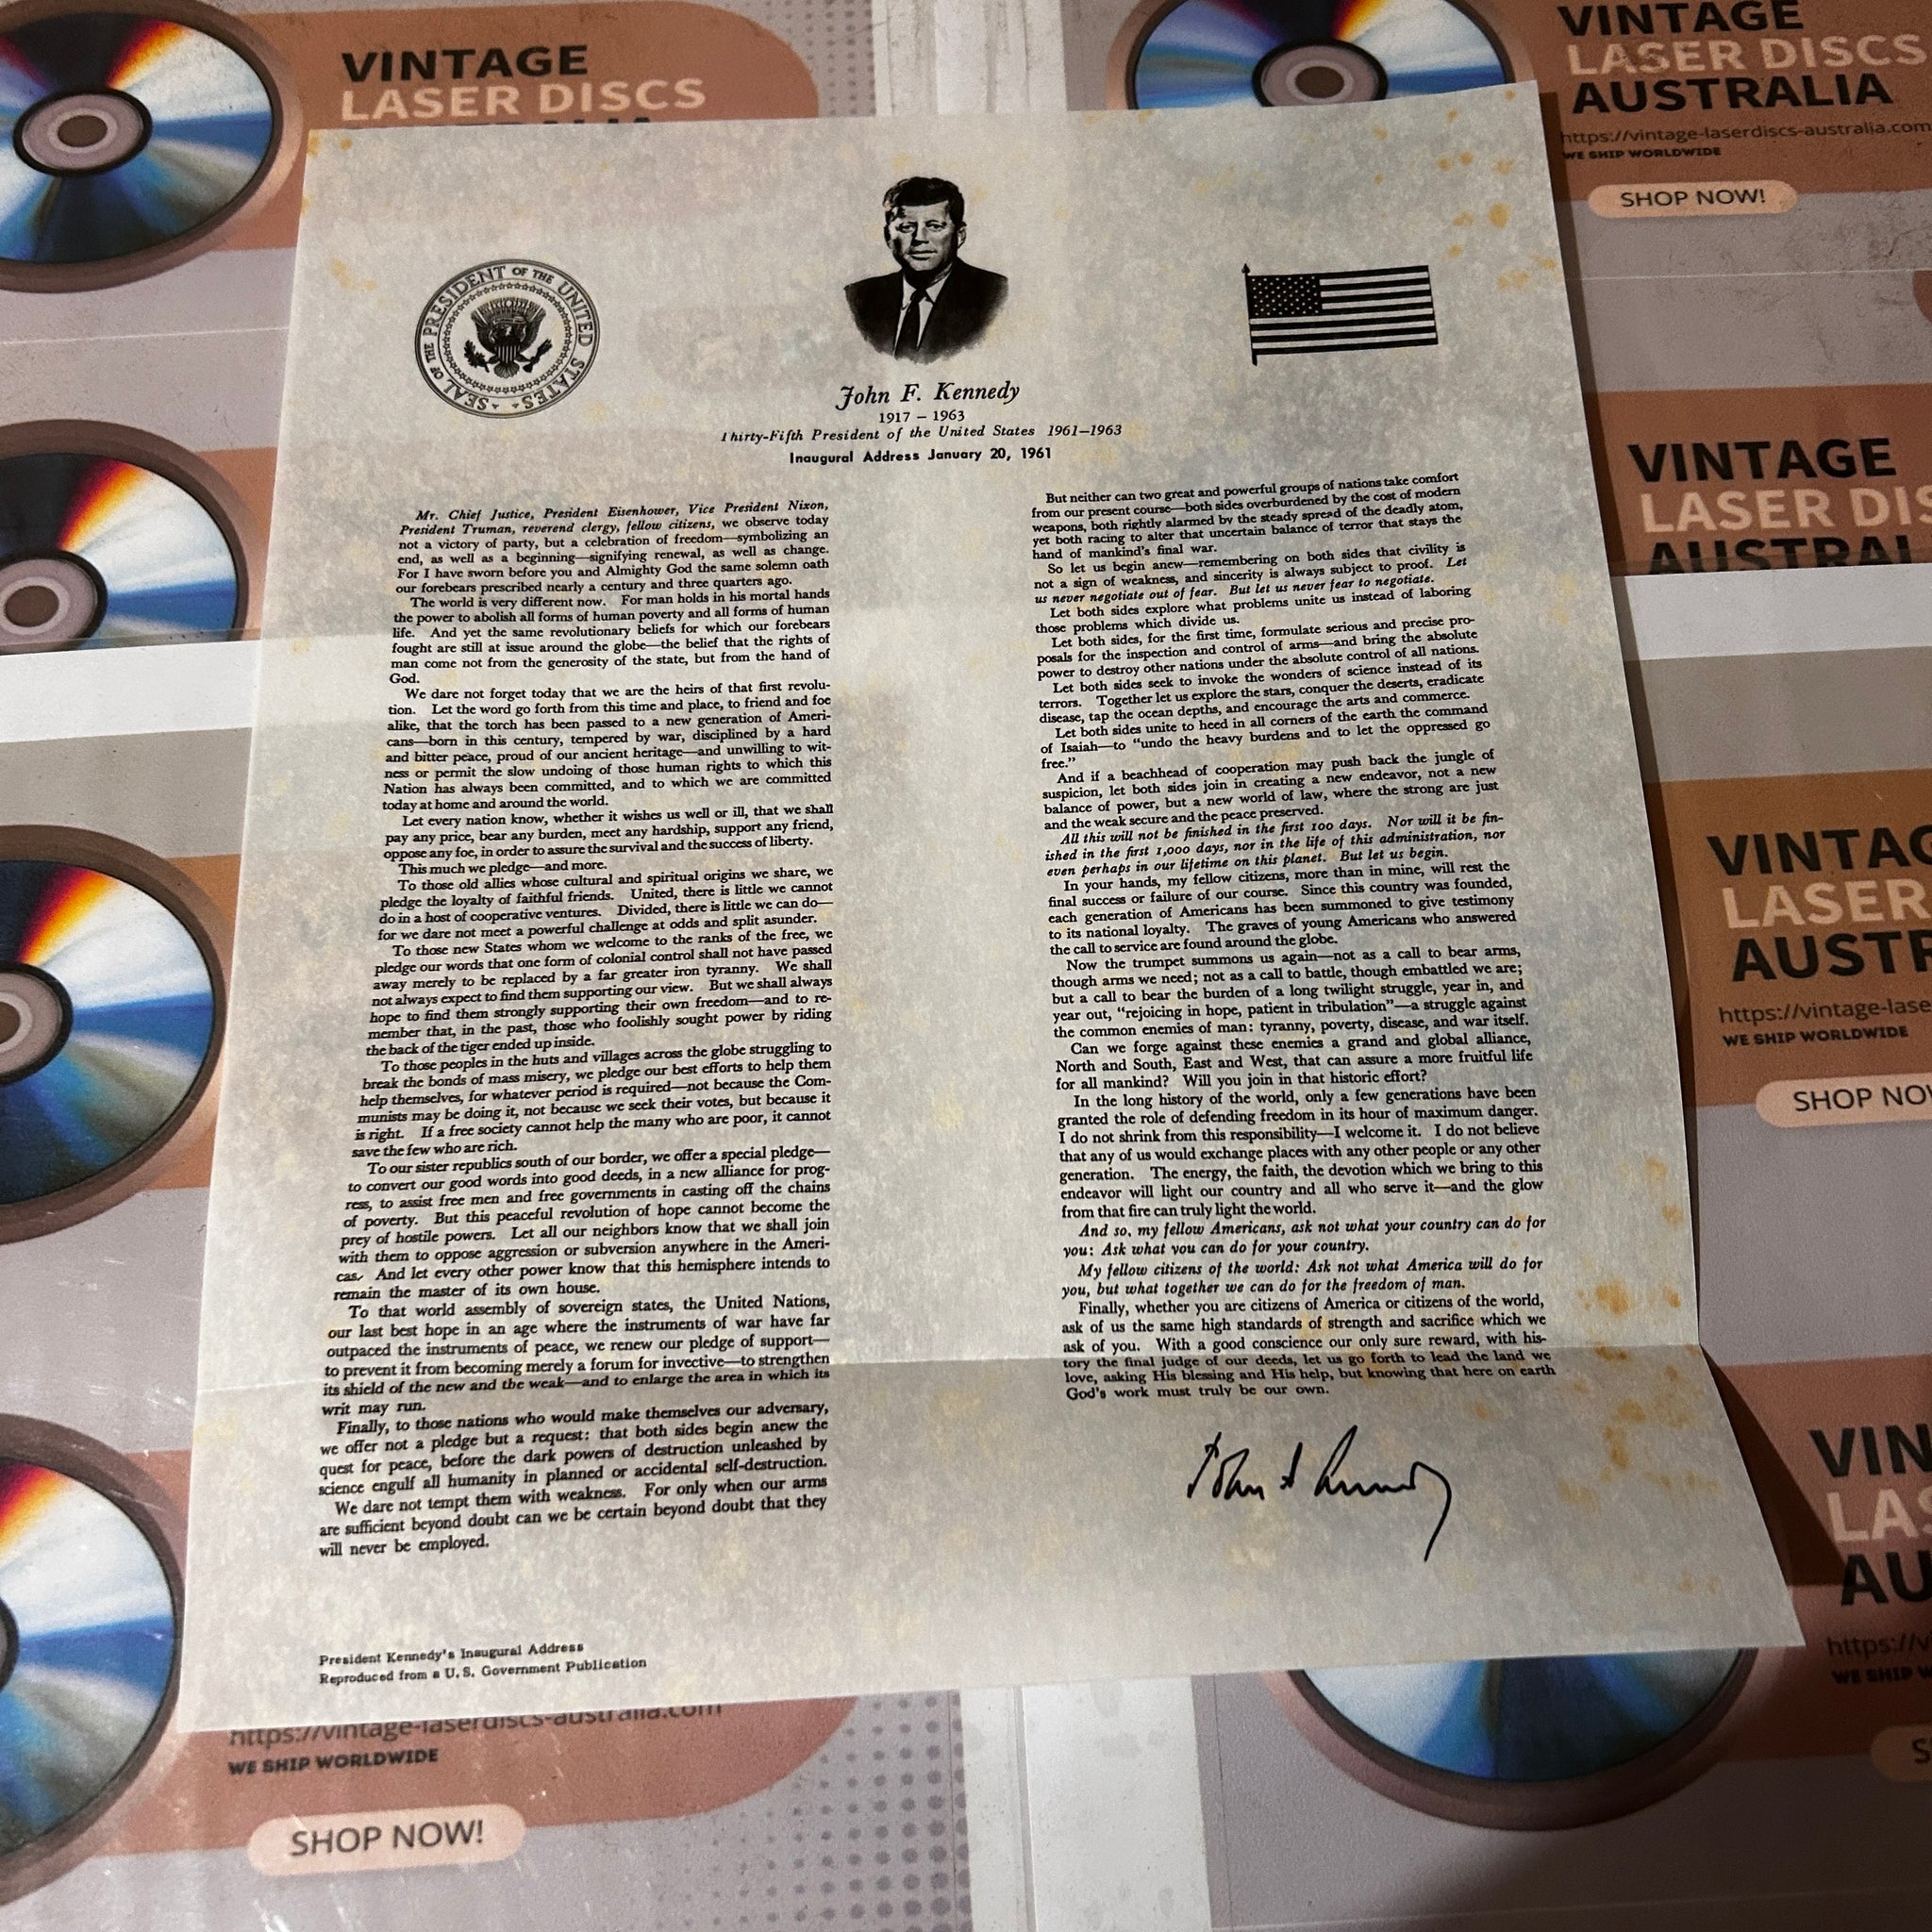 VINTAGE
LASER DISCS
VINTAGE
LASER DISCS
AUSTRALIA
https://vintage-laserdiscs-australia.com
WE SHIP WORLDWIDE
SHOP NOW!
SEAL OF THE PRESIDENT OF THE UNITED STATES
John F. Kennedy
1917 – 1963
Thirty-Fifth President of the United States 1961–1963
Inaugural Address January 20, 1961
Mr. Chief Justice, President Eisenhower, Vice President Nixon,
President Truman, reverend clergy, fellow citizens, we observe today
not a victory of party, but a celebration of freedom—symbolizing an
end, as well as a beginning—signifying renewal, as well as change.
For I have sworn before you and Almighty God the same solemn oath
our forebears prescribed nearly a century and three quarters ago.
The world is very different now. For man holds in his mortal hands
the power to abolish all forms of human poverty and all forms of human
life. And yet the same revolutionary beliefs for which our forebears
fought are still at issue around the globe—the belief that the rights of
man come not from the generosity of the state, but from the hand of
God.
We dare not forget today that we are the heirs of that first revolu-
tion. Let the word go forth from this time and place, to friend and foe
alike, that the torch has been passed to a new generation of Ameri-
cans—born in this century, tempered by war, disciplined by a hard
and bitter peace, proud of our ancient heritage—and unwilling to wit-
ness or permit the slow undoing of those human rights to which this
Nation has always been committed, and to which we are committed
today at home and around the world.
Let every nation know, whether it wishes us well or ill, that we shall
pay any price, bear any burden, meet any hardship, support any friend,
oppose any foe, in order to assure the survival and the success of liberty.
This much we pledge—and more.
To those old allies whose cultural and spiritual origins we share, we
pledge the loyalty of faithful friends. United, there is little we cannot
do in a host of cooperative ventures. Divided, there is little we can do—
for we dare not meet a powerful challenge at odds and split asunder.
To those new States whom we welcome to the ranks of the free, we
pledge our words that one form of colonial control shall not have passed
away merely to be replaced by a far greater iron tyranny. We shall
not always expect to find them supporting our view. But we shall always
hope to find them strongly supporting their own freedom—and to re-
member that, in the past, those who foolishly sought power by riding
the back of the tiger ended up inside.
To those peoples in the huts and villages across the globe struggling to
break the bonds of mass misery, we pledge our best efforts to help them
help themselves, for whatever period is required—not because the Com-
munists may be doing it, not because we seek their votes, but because it
is right. If a free society cannot help the many who are poor, it cannot
save the few who are rich.
To our sister republics south of our border, we offer a special pledge—
to convert our good words into good deeds, in a new alliance for prog-
ress, to assist free men and free governments in casting off the chains
of poverty. But this peaceful revolution of hope cannot become the
prey of hostile powers. Let all our neighbors know that we shall join
with them to oppose aggression or subversion anywhere in the Ameri-
cas. And let every other power know that this hemisphere intends to
remain the master of its own house.
To that world assembly of sovereign states, the United Nations,
our last best hope in an age where the instruments of war have far
outpaced the instruments of peace, we renew our pledge of support—
to prevent it from becoming merely a forum for invective—to strengthen
its shield of the new and the weak—and to enlarge the area in which its
writ may run.
Finally, to those nations who would make themselves our adversary,
we offer not a pledge but a request: that both sides begin anew the
quest for peace, before the dark powers of destruction unleashed by
science engulf all humanity in planned or accidental self-destruction.
We dare not tempt them with weakness. For only when our arms
are sufficient beyond doubt can we be certain beyond doubt that they
will never be employed.
But neither can two great and powerful groups of nations take comfort
from our present course—both sides overburdened by the cost of modern
weapons, both rightly alarmed by the steady spread of the deadly atom,
yet both racing to alter that uncertain balance of terror that stays the
hand of mankind's final war.
So let us begin anew—remembering on both sides that civility is
not a sign of weakness, and sincerity is always subject to proof. Let
us never negotiate out of fear. But let us never fear to negotiate.
Let both sides explore what problems unite us instead of laboring
those problems which divide us.
Let both sides, for the first time, formulate serious and precise pro-
posals for the inspection and control of arms—and bring the absolute
power to destroy other nations under the absolute control of all nations.
Let both sides seek to invoke the wonders of science instead of its
terrors. Together let us explore the stars, conquer the deserts, eradicate
disease, tap the ocean depths, and encourage the arts and commerce.
Let both sides unite to heed in all corners of the earth the command
of Isaiah—to “undo the heavy burdens and to let the oppressed go
free.”
And if a beachhead of cooperation may push back the jungle of
suspicion, let both sides join in creating a new endeavor, not a new
balance of power, but a new world of law, where the strong are just
and the weak secure and the peace preserved.
All this will not be finished in the first 100 days. Nor will it be fin-
ished in the first 1,000 days, nor in the life of this administration, nor
even perhaps in our lifetime on this planet. But let us begin.
In your hands, my fellow citizens, more than in mine, will rest the
final success or failure of our course. Since this country was founded,
each generation of Americans has been summoned to give testimony
to its national loyalty. The graves of young Americans who answered
the call to service are found around the globe.
Now the trumpet summons us again—not as a call to bear arms,
though arms we need; not as a call to battle, though embattled we are;
but a call to bear the burden of a long twilight struggle, year in, and
year out, “rejoicing in hope, patient in tribulation”—a struggle against
the common enemies of man: tyranny, poverty, disease, and war itself.
Can we forge against these enemies a grand and global alliance,
North and South, East and West, that can assure a more fruitful life
for all mankind? Will you join in that historic effort?
In the long history of the world, only a few generations have been
granted the role of defending freedom in its hour of maximum danger.
I do not shrink from this responsibility—I welcome it. I do not believe
that any of us would exchange places with any other people or any other
generation. The energy, the faith, the devotion which we bring to this
endeavor will light our country and all who serve it—and the glow
from that fire can truly light the world.
And so, my fellow Americans, ask not what your country can do for
you: Ask what you can do for your country.
My fellow citizens of the world: Ask not what America will do for
you, but what together we can do for the freedom of man.
Finally, whether you are citizens of America or citizens of the world,
ask of us the same high standards of strength and sacrifice which we
ask of you. With a good conscience our only sure reward, with his-
tory the final judge of our deeds, let us go forth to lead the land we
love, asking His blessing and His help, but knowing that here on earth
God's work must truly be our own.
John F Kennedy
President Kennedy's Inaugural Address
Reproduced from a U.S. Government Publication
VINTAGE
LASER DIS
AUSTRAL
VINTAG
LASER
AUSTR
https://vintage-lase
WE SHIP WORLDWIDE
SHOP NO
VIN
LAS
AU
https://vi
WE SHIP W
S
https://vintage-laserdiscs-australia.com
WE SHIP WORLDWIDE
SHOP NOW!